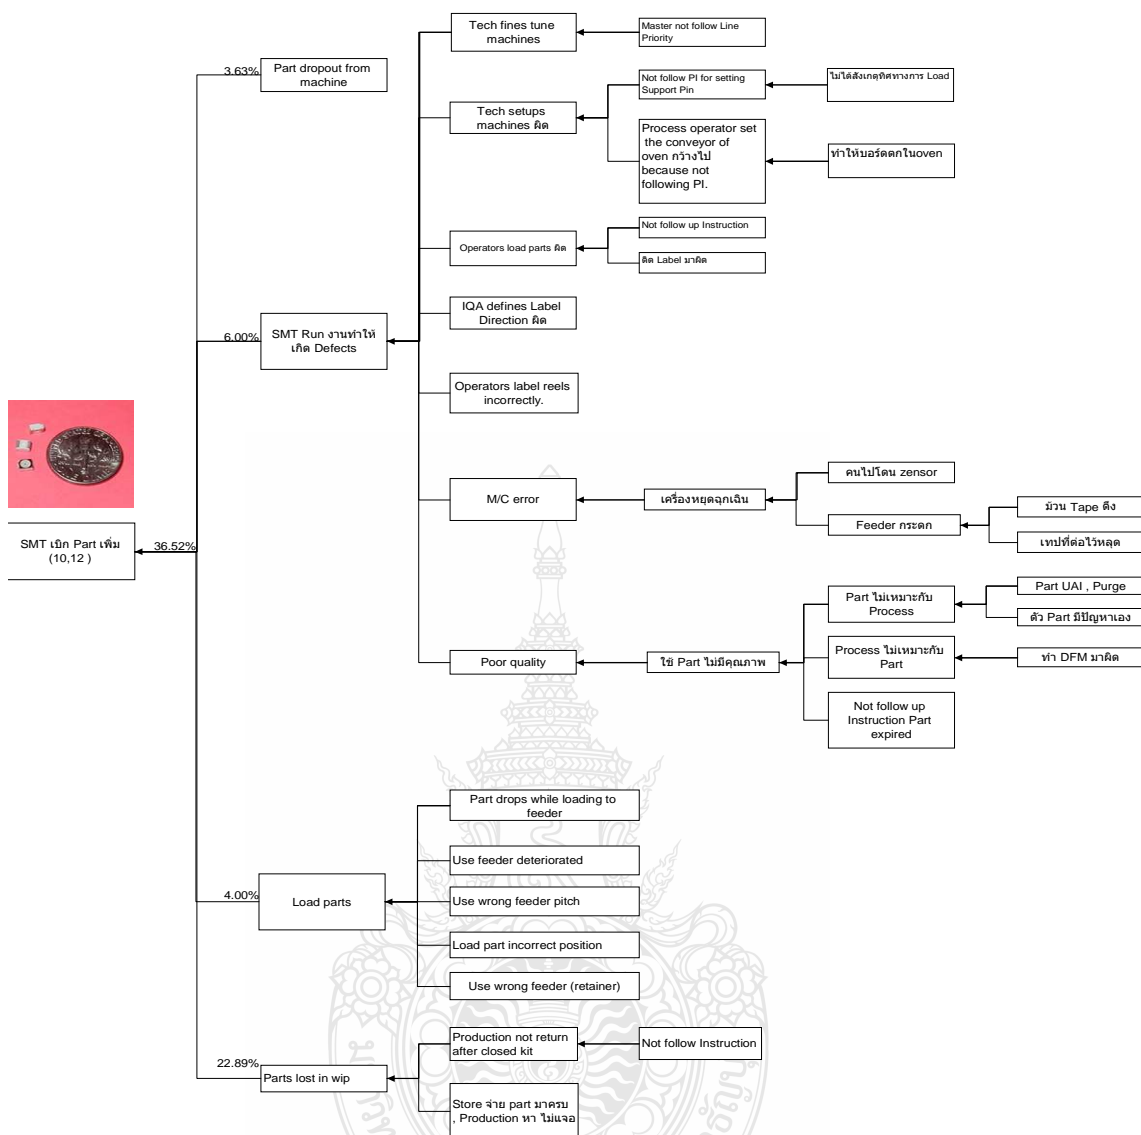 Tech fines tune
machines
Master not follow Line
Priority
3.63%
Part dropout from
machine
Tech setups
machines ผิด
Not follow PI for setting
Support Pin
ไม่ได้สังเกตุทิศทางการ Load
Process operator set
the conveyor of
oven กว้างไป
because not
following PI.
ทำให้บอร์ดตกในoven
Operators load parts ผิด
Not follow up Instruction
ติด Label มาผิด
IQA defines Label
Direction ผิด
6.00%
SMT Run งานทำให้
เกิด Defects
Operators label reels
incorrectly.
M/C error
เครื่องหยุดฉุกเฉิน
คนไปโดน zensor
Feeder กระดก
ม้วน Tape ตึง
เทปที่ต่อไว้หลุด
SMT เบิก Part เพิ่ม
(10,12 )
36.52%
Poor quality
ใช้ Part ไม่มีคุณภาพ
Part ไม่เหมาะกับ
Process
Part UAI , Purge
ตัว Part มีปัญหาเอง
Process ไม่เหมาะกับ
Part
ทำ DFM มาผิด
Not follow up
Instruction Part
expired
Part drops while loading to
feeder
Use feeder deteriorated
4.00%
Load parts
Use wrong feeder pitch
Load part incorrect position
Use wrong feeder (retainer)
22.89%
Parts lost in wip
Production not return
after closed kit
Not follow Instruction
Store จ่าย part มาครบ
, Production หา ไม่เจอ